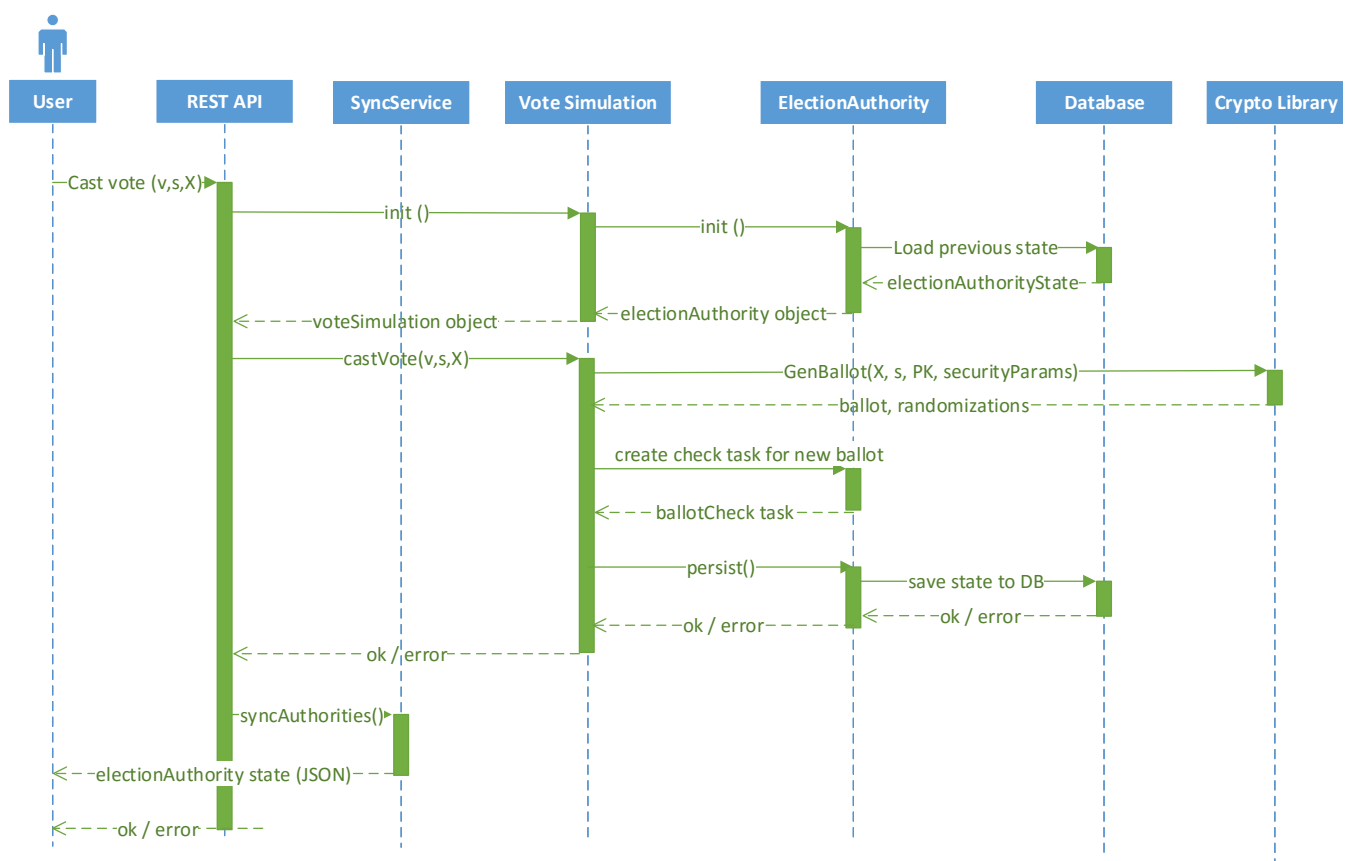 User
REST API
SyncService
Vote Simulation
ElectionAuthority
Database
Crypto Library
Cast vote (v,s,X)
init ()
init ()
Load previous state
electionAuthorityState
electionAuthority object
voteSimulation object
castVote(v,s,X)
GenBallot(X, s, PK, securityParams)
ballot, randomizations
create check task for new ballot
ballotCheck task
persist()
save state to DB
ok / error
ok / error
ok / error
syncAuthorities()
electionAuthority state (JSON)
ok / error